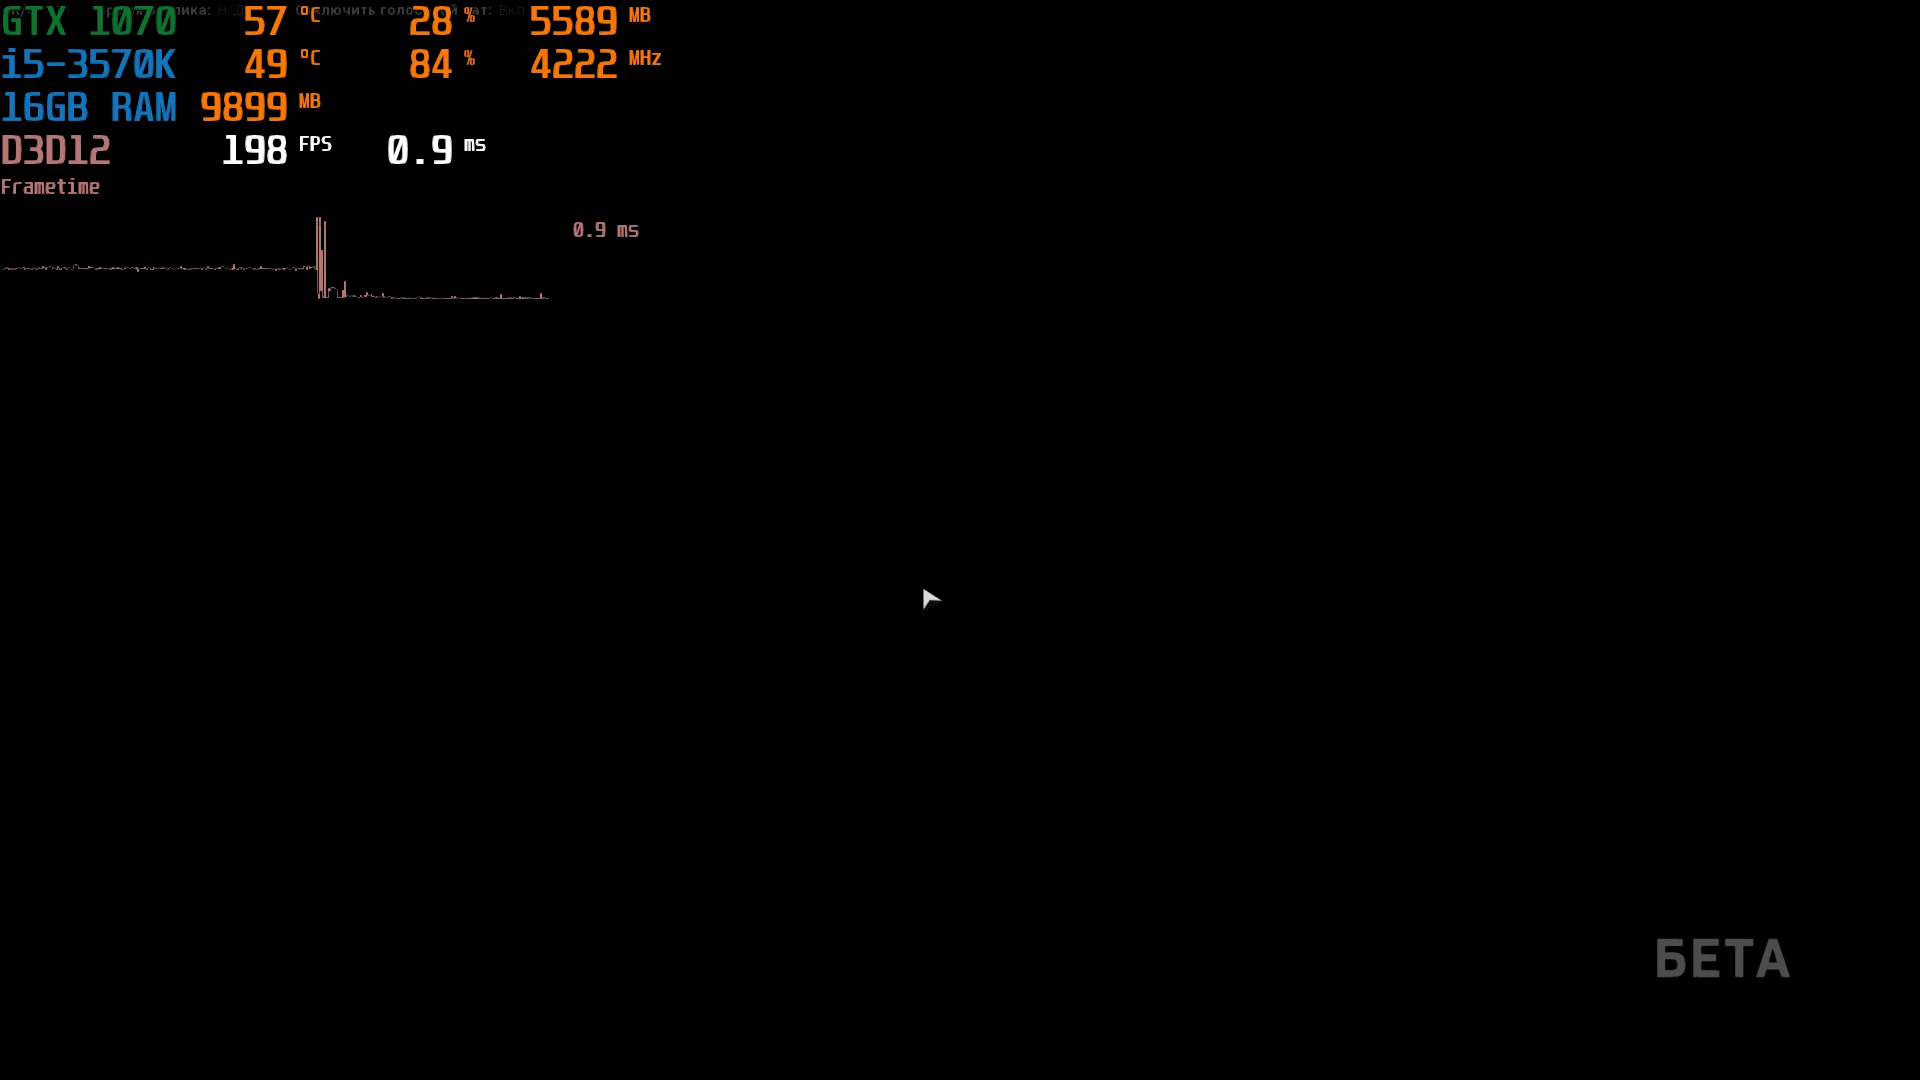 GTX 1070 57 °C 28 % 5589 MB
i5-3570K 49 °C 84 % 4222 MHz
16GB RAM 9899 MB
D3D12 198 FPS 0.9 ms
Frametime
0.9 ms
БЕТА